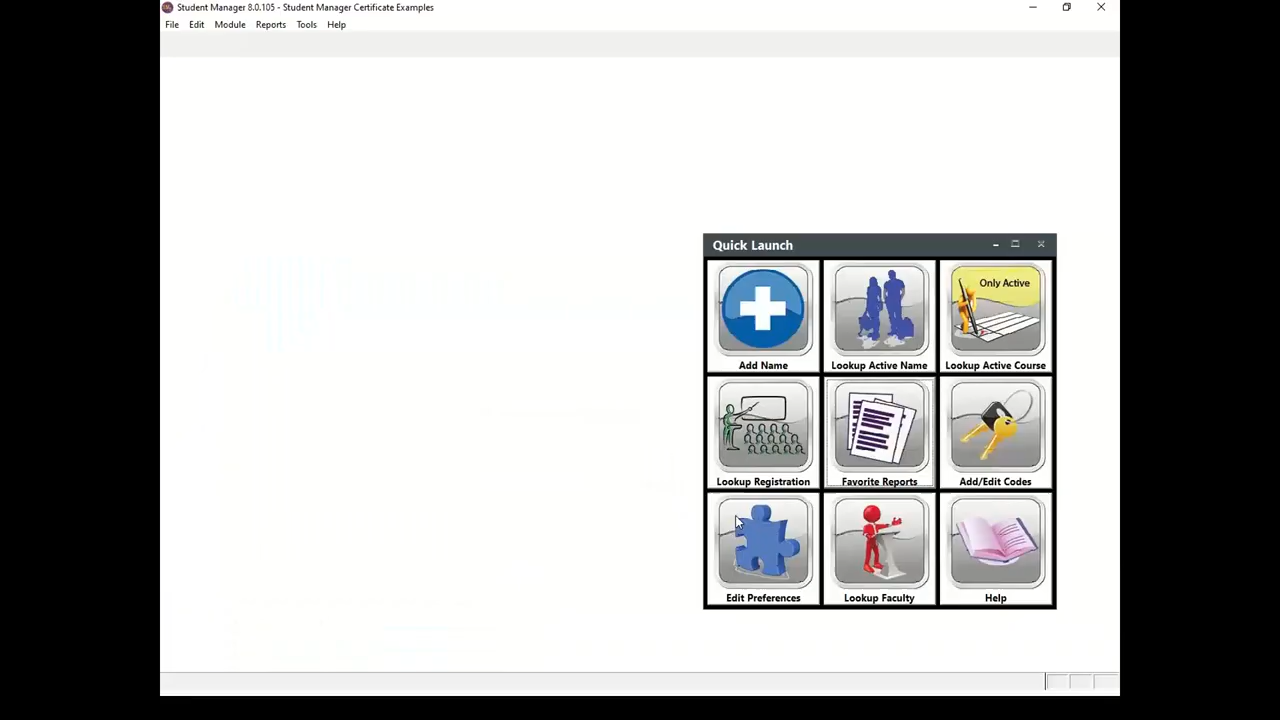 Student Manager 8.0.105 - Student Manager Certificate Examples
File Edit Module Reports Tools Help
Quick Launch
Only Active
Add Name Lookup Active Name Lookup Active Course
Lookup Registration Favorite Reports Add/Edit Codes
Edit Preferences Lookup Faculty Help